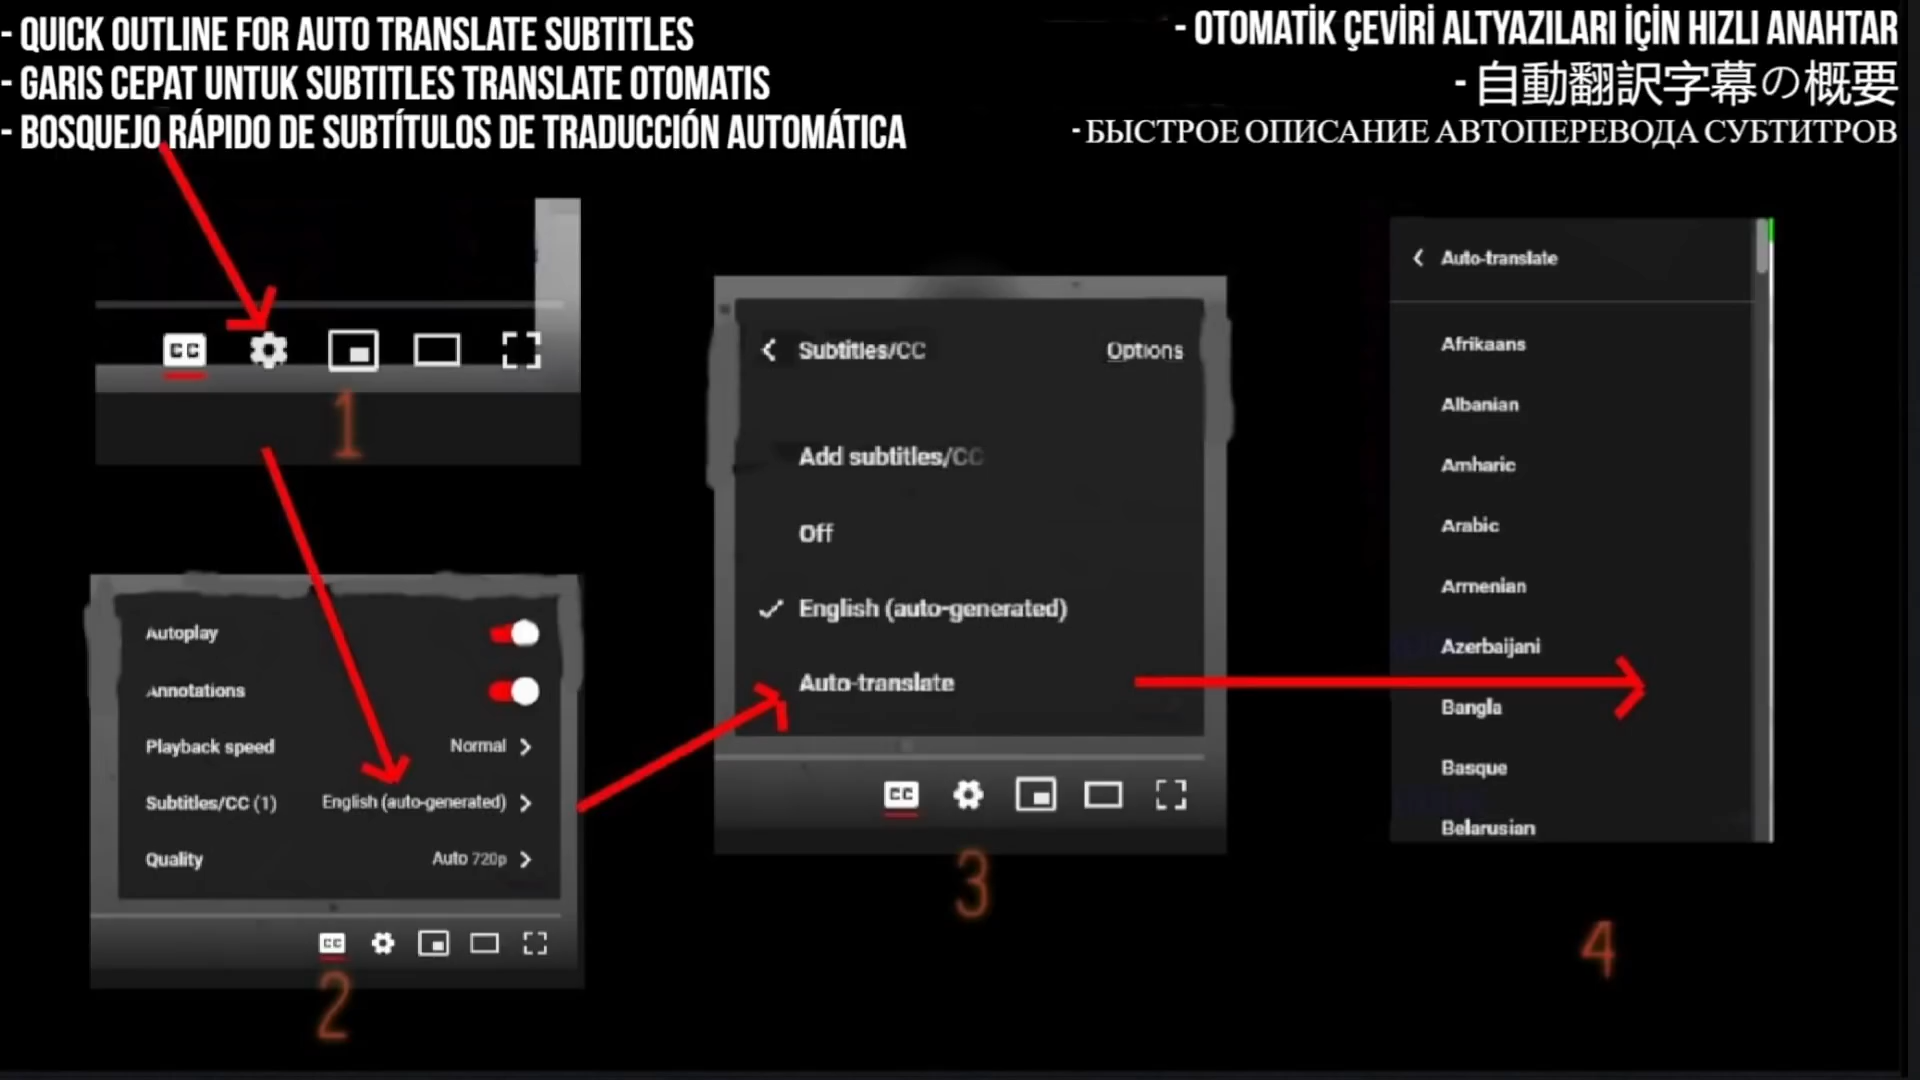 - QUICK OUTLINE FOR AUTO TRANSLATE SUBTITLES
- GARIS CEPAT UNTUK SUBTITLES TRANSLATE OTOMATIS
- BOSQUEJO RÁPIDO DE SUBTÍTULOS DE TRADUCCIÓN AUTOMÁTICA
- OTOMATİK ÇEVİRİ ALTYAZILARI İÇİN HIZLI ANAHTAR
- 自動翻訳字幕の概要
- БЫСТРОЕ ОПИСАНИЕ АВТОПЕРЕВОДА СУБТИТРОВ
CC
1
Autoplay
Annotations
Playback speed Normal
Subtitles/CC (1) English (auto-generated)
Quality Auto 720p
CC
2
Subtitles/CC Options
Add subtitles/CC
Off
English (auto-generated)
Auto-translate
CC
3
Auto-translate
Afrikaans
Albanian
Amharic
Arabic
Armenian
Azerbaijani
Bangla
Basque
Belarusian
4